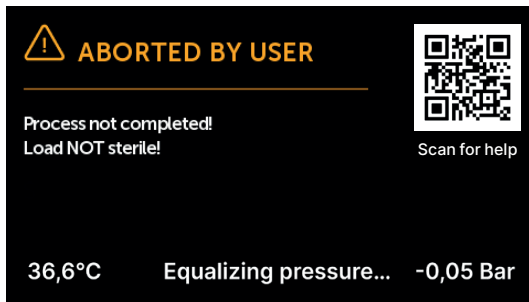 ABORTED BY USER
Process not completed!
Load NOT sterile!
Scan for help
36,6°C Equalizing pressure... -0,05 Bar